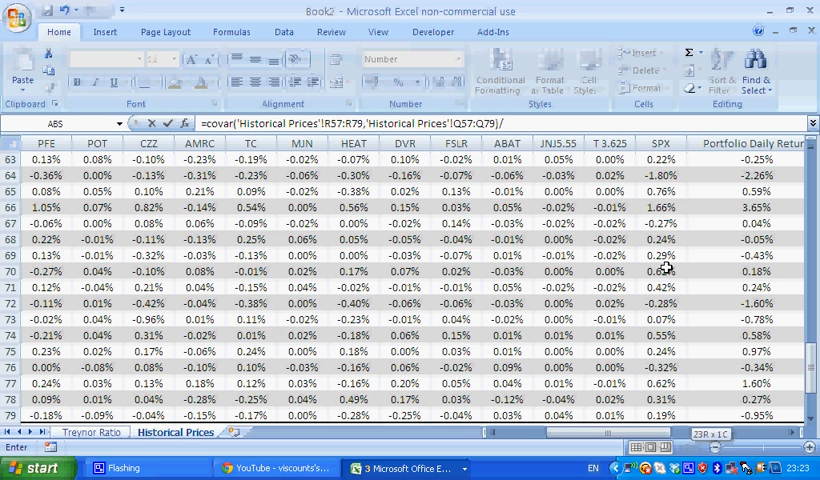 Book2 - Microsoft Excel non-commercial use
Home Insert Page Layout Formulas Data Review View Developer Add-Ins
Paste
Clipboard
11
B I U
Font
Alignment
Number
%
Number
Conditional Formatting
Format as Table
Cell Styles
Styles
Insert
Delete
Format
Cells
Σ
Sort & Filter
Find & Select
Editing
ABS =covar('Historical Prices'!R57:R79,'Historical Prices'!Q57:Q79)/
PFE POT CZZ AMRC TC MJN HEAT DVR FSLR ABAT JNJ5.55 T 3.625 SPX Portfolio Daily Retur
63 0.13% 0.08% -0.10% -0.23% -0.19% -0.02% -0.07% 0.10% -0.02% 0.01% 0.05% 0.00% 0.22% -0.25%
64 -0.36% 0.00% -0.13% -0.31% -0.23% -0.06% -0.30% -0.16% -0.07% -0.06% -0.03% 0.02% -1.80% -2.26%
65 0.08% 0.05% 0.10% 0.21% 0.09% -0.02% -0.38% 0.02% 0.13% -0.01% -0.02% 0.00% 0.76% 0.59%
66 1.05% 0.07% 0.82% -0.14% 0.54% 0.00% 0.56% 0.15% 0.03% 0.05% -0.02% -0.01% 1.66% 3.65%
67 -0.06% 0.00% 0.08% 0.06% -0.09% -0.02% 0.00% -0.02% 0.14% -0.03% -0.02% -0.02% -0.27% 0.04%
68 0.22% -0.01% -0.11% -0.13% 0.25% 0.06% 0.05% -0.05% -0.04% -0.01% -0.05% -0.02% 0.24% -0.05%
69 0.13% -0.01% -0.32% -0.03% -0.13% 0.00% 0.00% -0.03% -0.07% 0.01% -0.01% -0.02% 0.29% -0.43%
70 -0.27% 0.04% -0.10% 0.08% -0.01% 0.02% 0.17% 0.07% 0.02% -0.03% 0.00% 0.00% 0.18%
71 0.12% -0.04% 0.21% 0.04% -0.15% 0.04% -0.02% -0.01% -0.01% 0.05% -0.02% -0.02% 0.42% 0.24%
72 -0.11% 0.01% -0.42% -0.04% -0.38% 0.00% -0.40% -0.06% -0.06% -0.03% -0.03% 0.02% -0.28% -1.60%
73 -0.02% 0.04% -0.96% 0.01% 0.11% -0.02% -0.23% -0.01% 0.04% -0.03% 0.01% 0.00% 0.07% -0.78%
74 -0.21% 0.04% 0.31% -0.02% 0.01% 0.02% -0.18% 0.06% 0.15% 0.01% 0.01% 0.00% 0.55% 0.58%
75 0.23% 0.02% 0.17% -0.06% 0.24% 0.00% 0.18% 0.00% 0.03% 0.01% -0.02% 0.00% 0.24% 0.97%
76 0.00% -0.08% 0.08% -0.10% 0.10% -0.03% -0.16% 0.06% -0.02% 0.09% 0.00% 0.00% -0.32% -0.34%
77 0.24% 0.03% 0.13% 0.18% 0.12% 0.03% -0.16% 0.20% 0.05% 0.04% 0.01% -0.01% 0.62% 1.60%
78 0.09% 0.01% 0.04% -0.28% -0.25% 0.04% 0.49% 0.17% 0.03% -0.12% -0.04% 0.02% 0.31% 0.27%
79 -0.18% -0.09% -0.04% -0.15% -0.17% 0.00% -0.28% -0.25% -0.04% 0.03% 0.04% 0.01% 0.19% -0.95%
Treynor Ratio Historical Prices 23R x 1C
Enter
start Flashing YouTube - viscounts's... 3 Microsoft Office E... EN 23:23